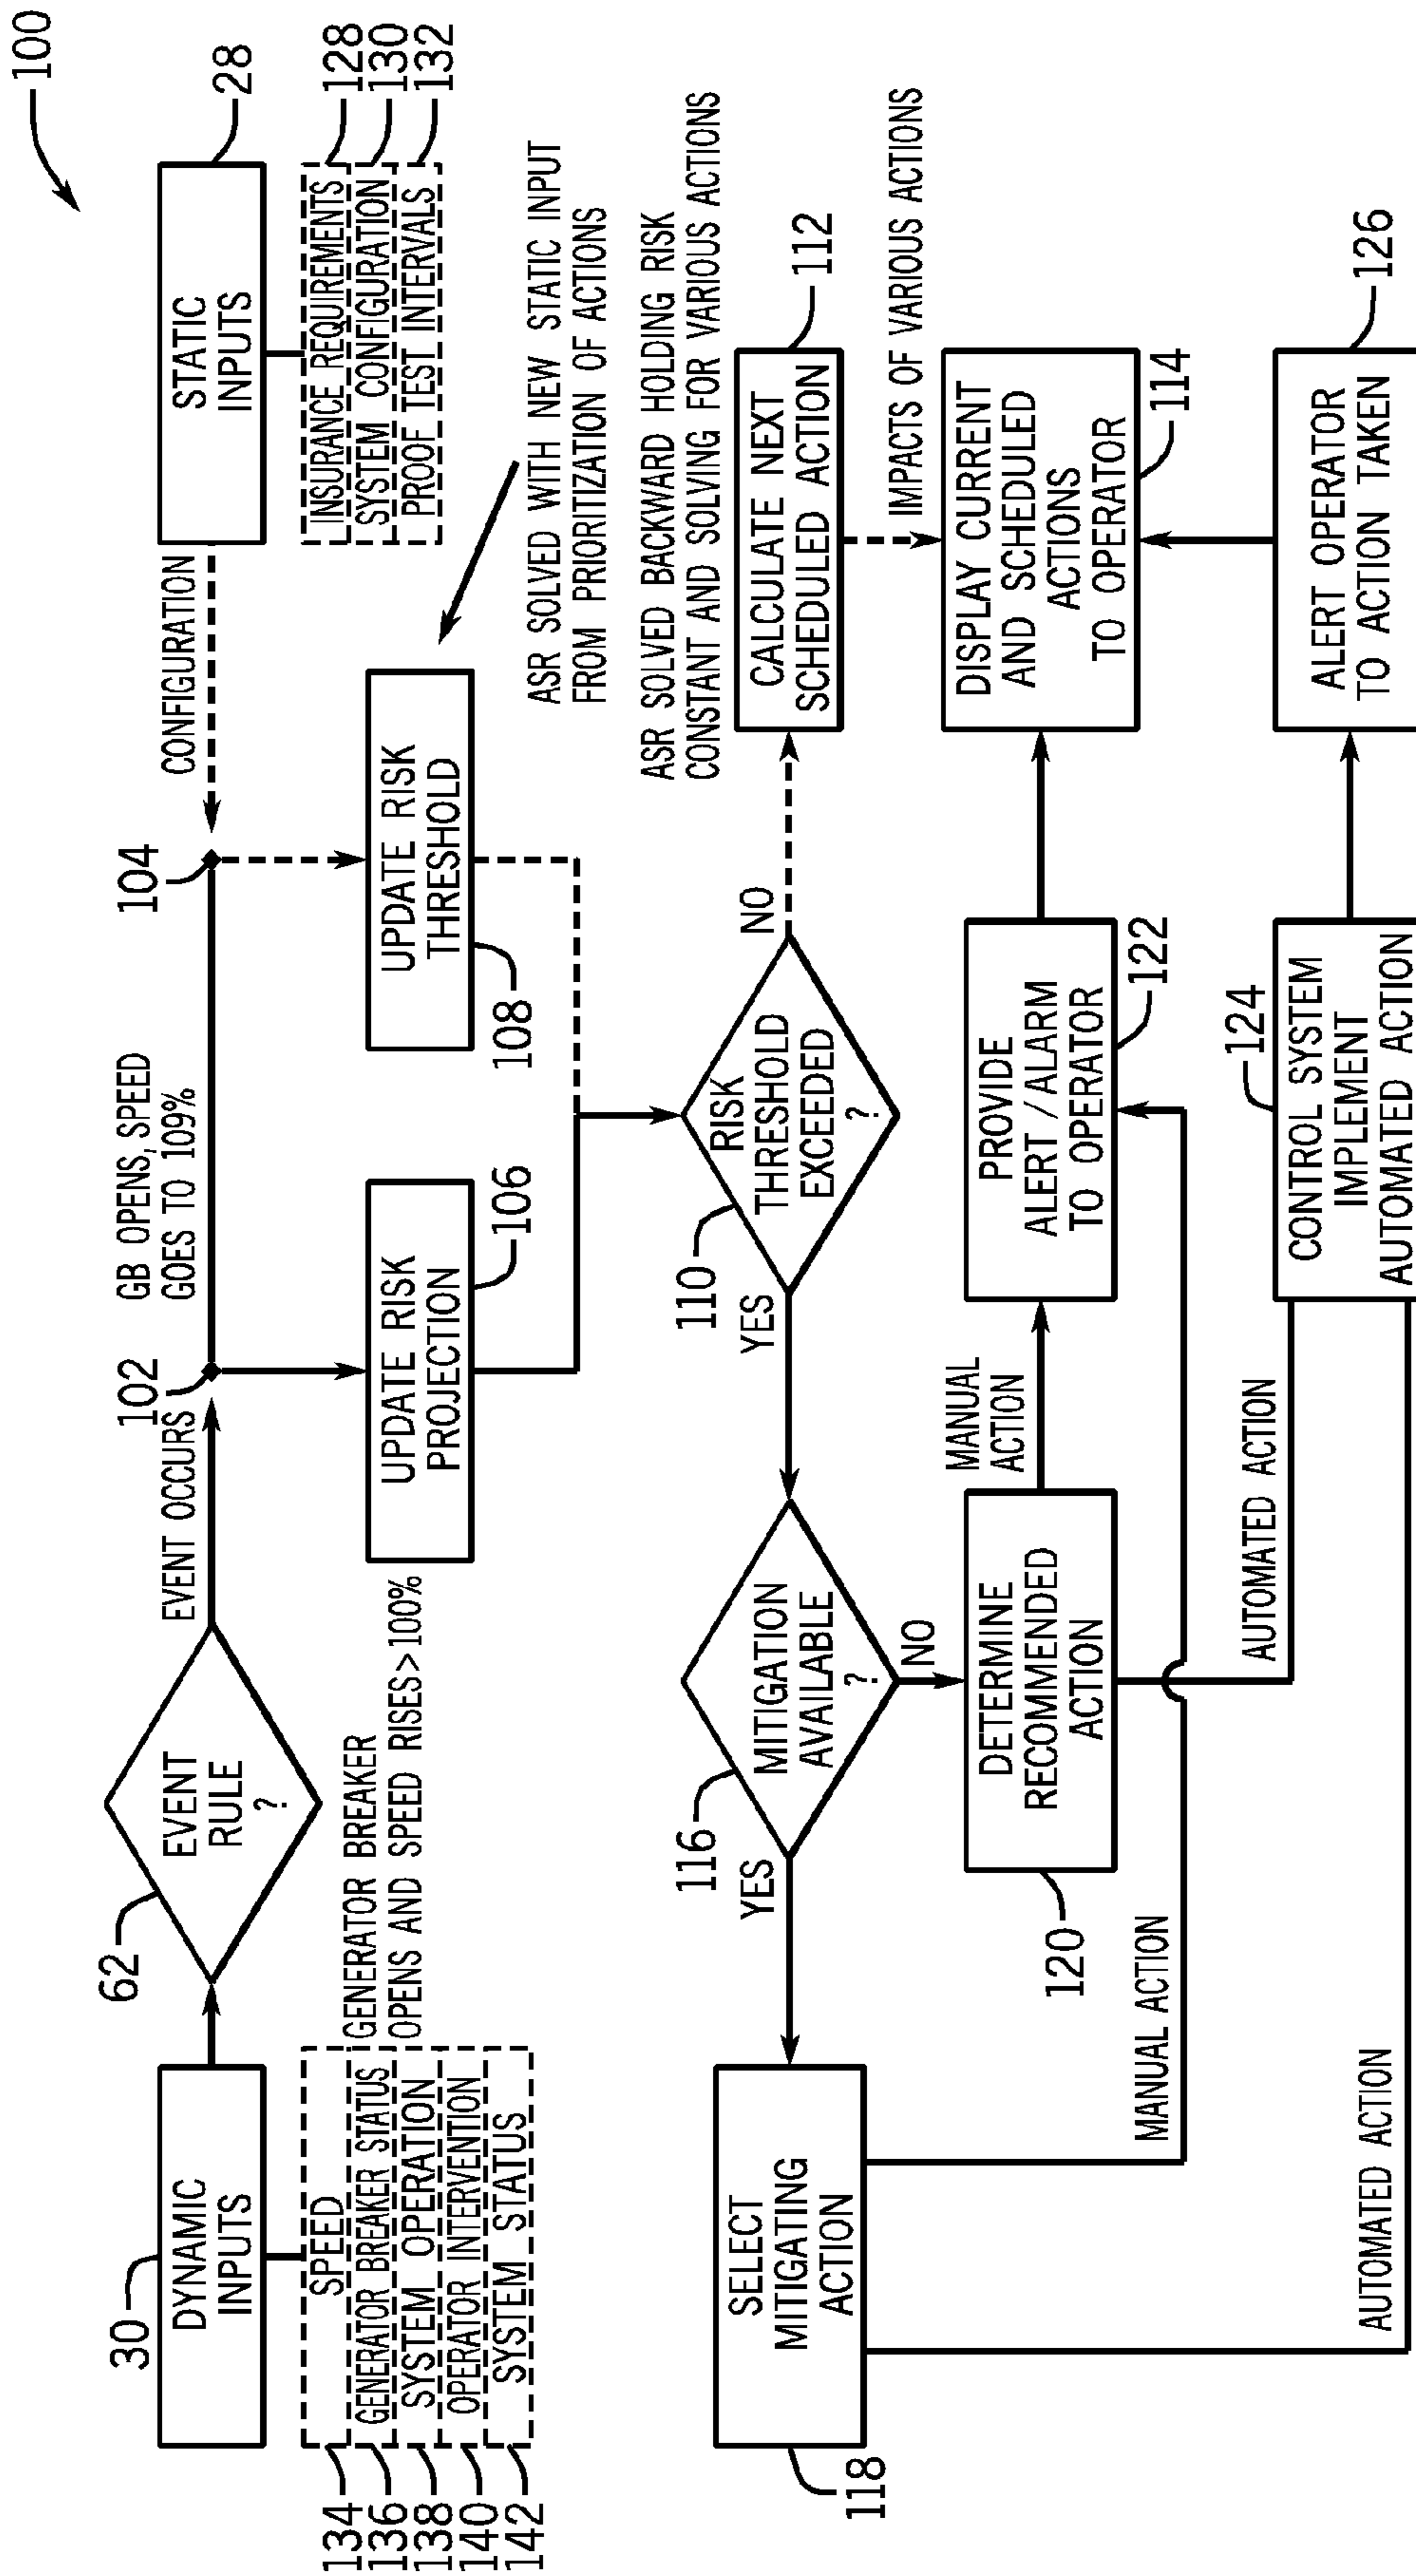 100
30
DYNAMIC
INPUTS
134
SPEED
136
GENERATOR BREAKER STATUS
138
SYSTEM OPERATION
140
OPERATOR INTERVENTION
142
SYSTEM STATUS
62
EVENT
RULE
?
GENERATOR BREAKER
OPENS AND SPEED RISES>100%
EVENT OCCURS
102
GB OPENS, SPEED
GOES TO 109%
104
CONFIGURATION
STATIC
INPUTS
28
INSURANCE REQUIREMENTS
128
SYSTEM CONFIGURATION
130
PROOF TEST INTERVALS
132
UPDATE RISK
PROJECTION
106
UPDATE RISK
THRESHOLD
108
ASR SOLVED WITH NEW STATIC INPUT
FROM PRIORITIZATION OF ACTIONS
ASR SOLVED BACKWARD HOLDING RISK
CONSTANT AND SOLVING FOR VARIOUS ACTIONS
SELECT
MITIGATING
ACTION
118
YES
116
MITIGATION
AVAILABLE
?
NO
YES
110
RISK
THRESHOLD
EXCEEDED
?
NO
CALCULATE NEXT
SCHEDULED ACTION
112
IMPACTS OF VARIOUS ACTIONS
DETERMINE
RECOMMENDED
ACTION
120
MANUAL
ACTION
PROVIDE
ALERT/ALARM
TO OPERATOR
122
DISPLAY CURRENT
AND SCHEDULED
ACTIONS
TO OPERATOR
114
MANUAL ACTION
AUTOMATED ACTION
124
CONTROL SYSTEM
IMPLEMENT
AUTOMATED ACTION
ALERT OPERATOR
TO ACTION TAKEN
126
AUTOMATED ACTION